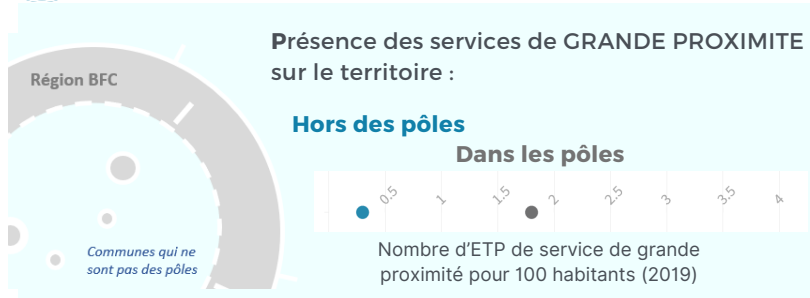 Présence des services de GRANDE PROXIMITE
sur le territoire :
Région BFC
Hors des pôles
Dans les pôles
0.5 1 1.5 2 2.5 3 3.5 4
Communes qui ne
sont pas des pôles
Nombre d'ETP de service de grande
proximité pour 100 habitants (2019)